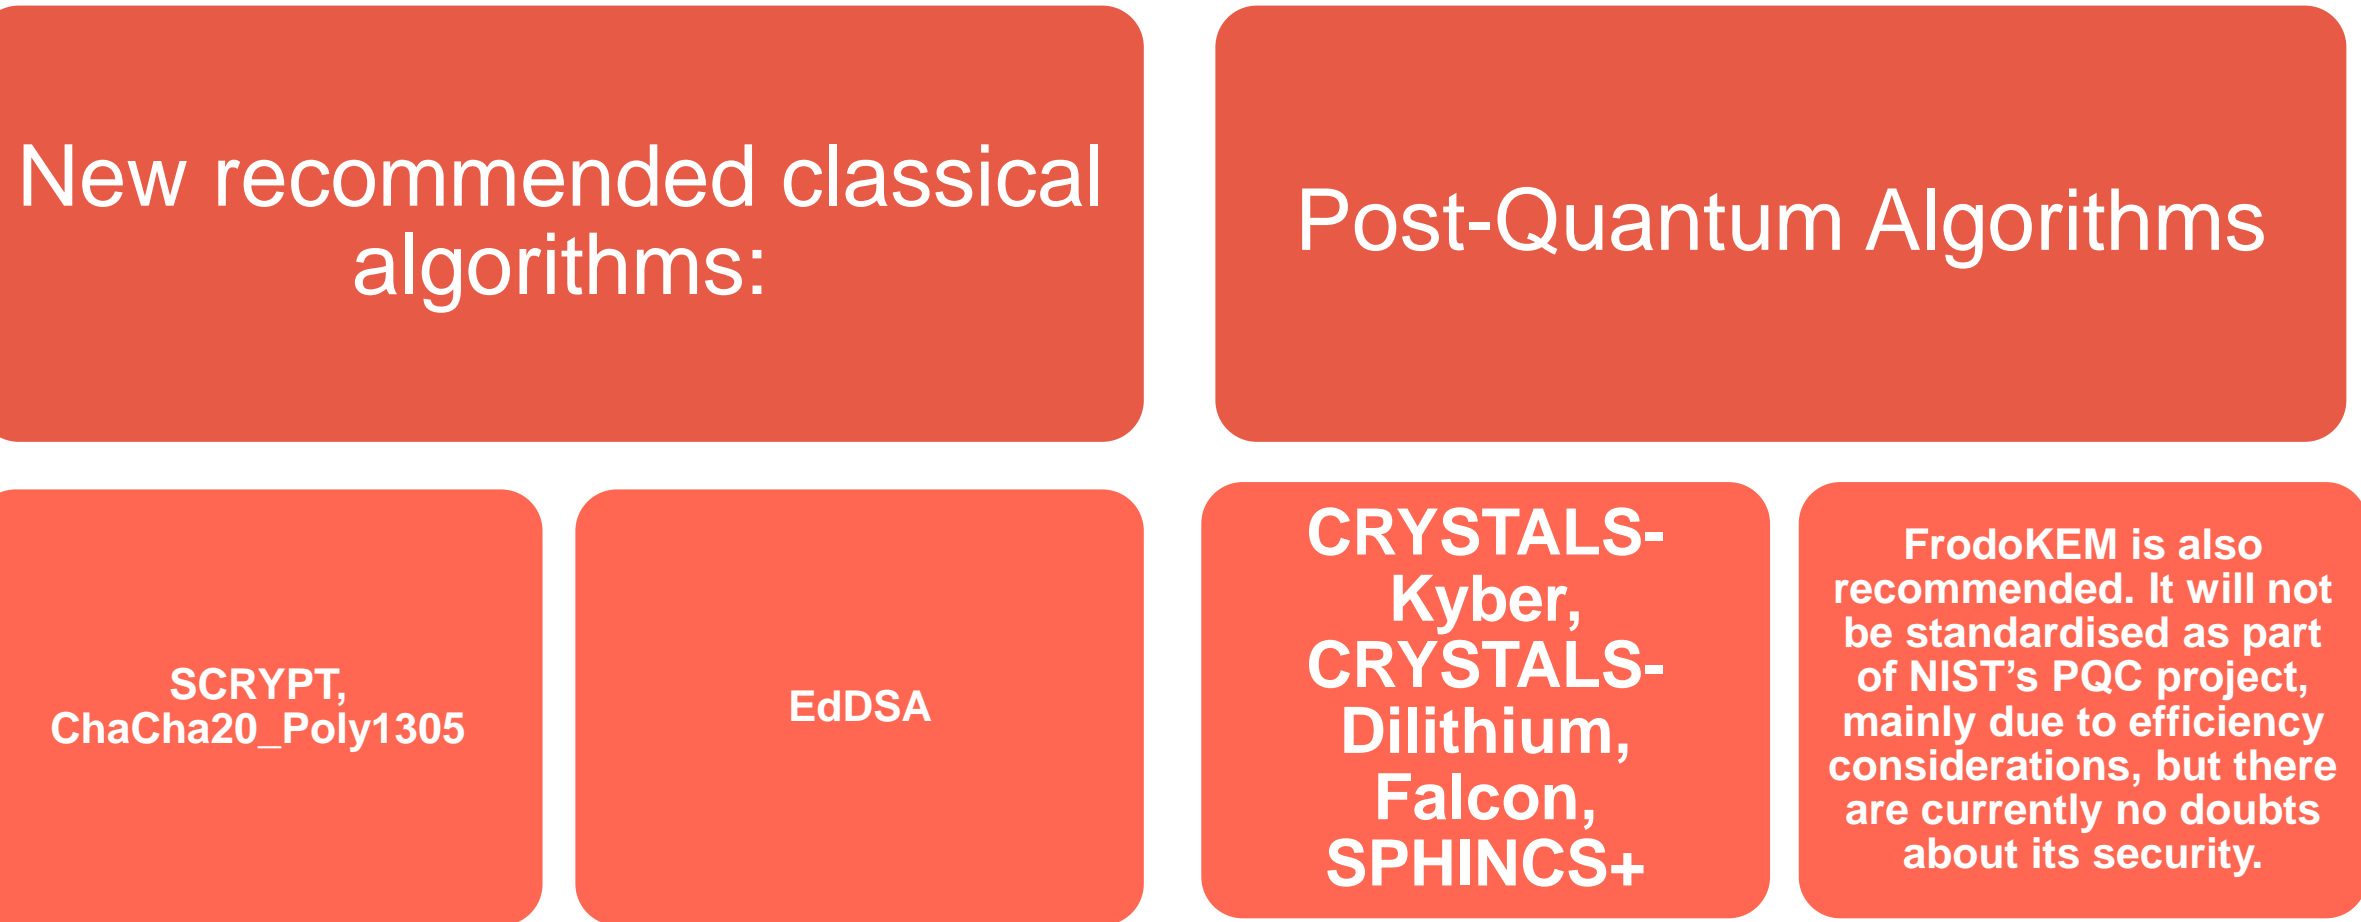 New recommended classical
algorithms:
Post-Quantum Algorithms
SCRYPT,
ChaCha20_Poly1305
EdDSA
CRYSTALS-
Kyber,
CRYSTALS-
Dilithium,
Falcon,
SPHINCS+
FrodoKEM is also
recommended. It will not
be standardised as part
of NIST’s PQC project,
mainly due to efficiency
considerations, but there
are currently no doubts
about its security.